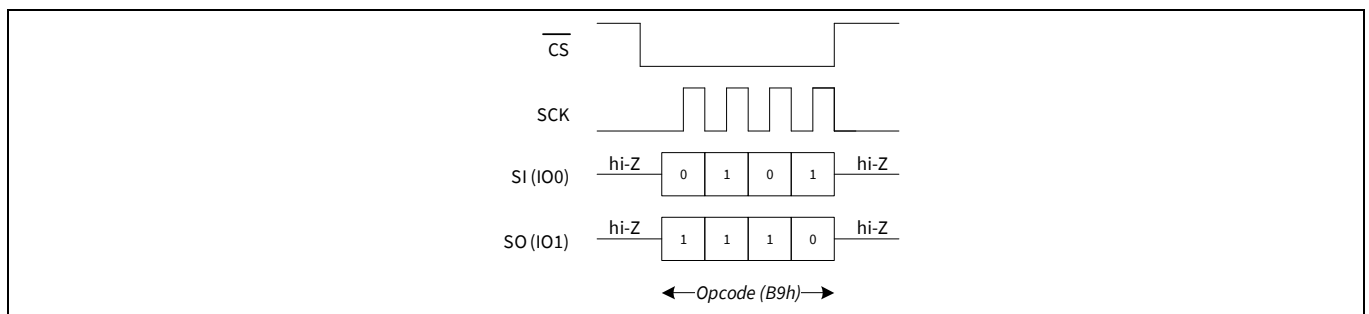 CS
SCK
hi-Z 0 1 0 1 hi-Z
SI (IO0)
hi-Z 1 1 1 0 hi-Z
SO (IO1)
Opcode (B9h)